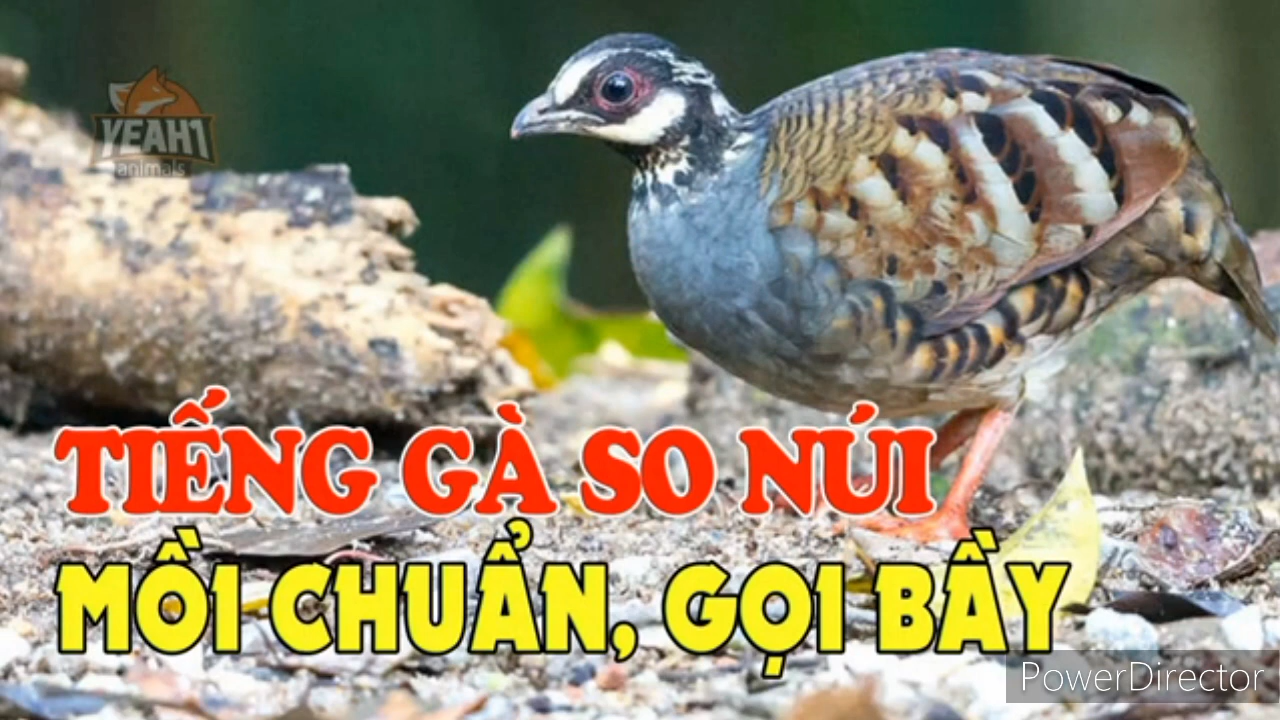 YEAH1
animals
TIẾNG GÀ SO NÚI
MỒI CHUẨN, GỌI BẦY
PowerDirector